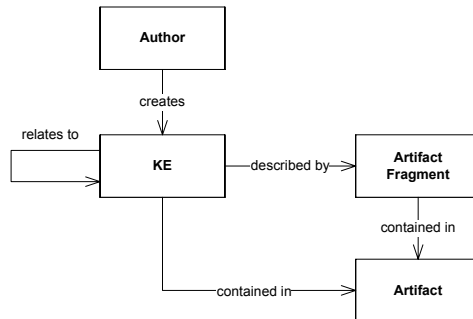 Author
creates
relates to
KE
described by
Artifact
Fragment
contained in
contained in
Artifact